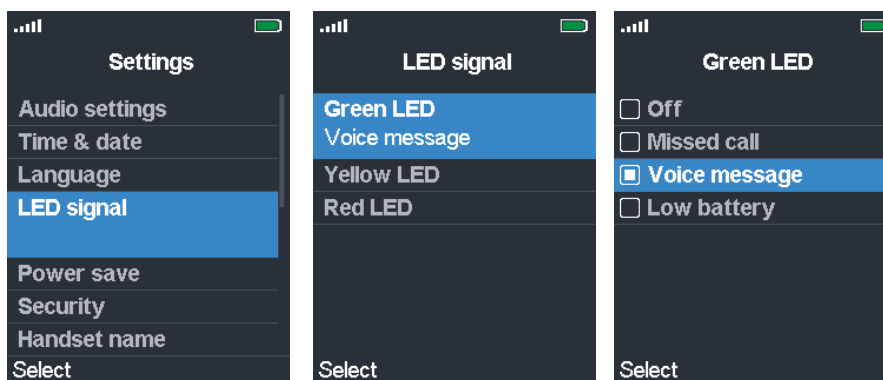 Settings
Audio settings
Time & date
Language
LED signal
Power save
Security
Handset name
Select
LED signal
Green LED
Voice message
Yellow LED
Red LED
Select
Green LED
Off
Missed call
Voice message
Low battery
Select